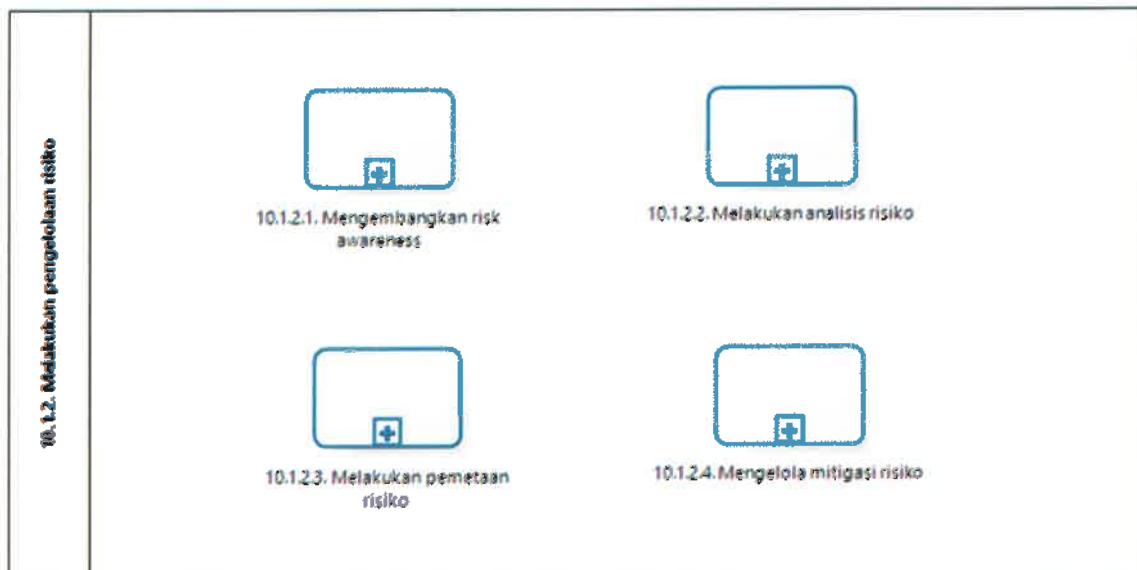 10.1.2. Melakukan pengelolaan risiko
10.1.2.1. Mengembangkan risk
awareness
10.1.2.2. Melakukan analisis risiko
10.1.2.3. Melakukan pemetaan
risiko
10.1.2.4. Mengelola mitigasi risiko